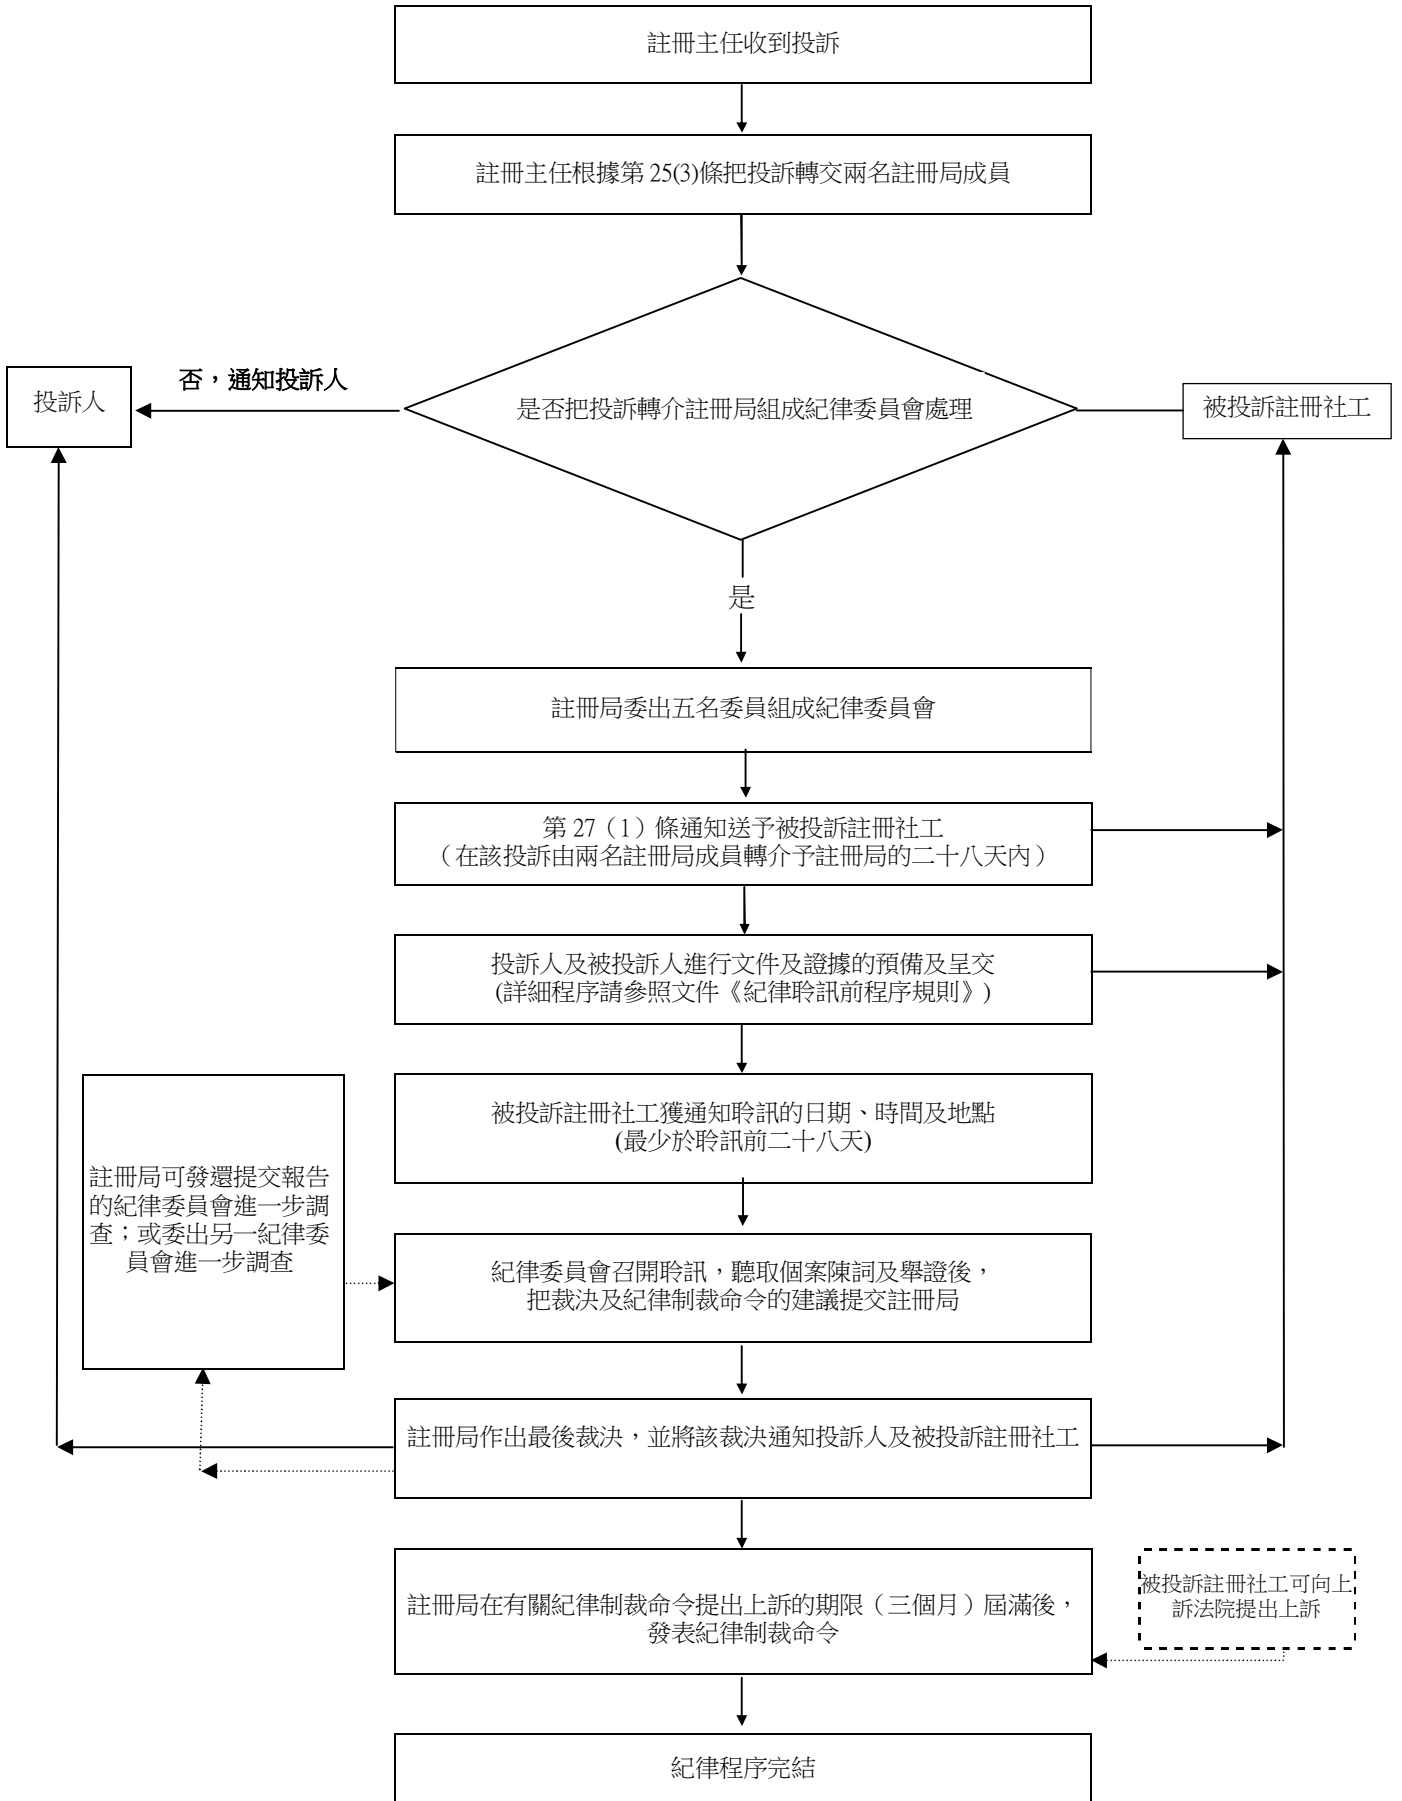 註冊主任收到投訴
註冊主任根據第 25(3)條把投訴轉交兩名註冊局成員
否，通知投訴人
投訴人
是否把投訴轉介註冊局組成紀律委員會處理
被投訴註冊社工
是
註冊局委出五名委員組成紀律委員會
第 27（1）條通知送予被投訴註冊社工
（在該投訴由兩名註冊局成員轉介予註冊局的二十八天內）
投訴人及被投訴人進行文件及證據的預備及呈交
(詳細程序請參照文件《紀律聆訊前程序規則》)
被投訴註冊社工獲通知聆訊的日期、時間及地點
(最少於聆訊前二十八天)
註冊局可發還提交報告
的紀律委員會進一步調
查；或委出另一紀律委
員會進一步調查
紀律委員會召開聆訊，聽取個案陳詞及舉證後，
把裁決及紀律制裁命令的建議提交註冊局
註冊局作出最後裁決，並將該裁決通知投訴人及被投訴註冊社工
註冊局在有關紀律制裁命令提出上訴的期限（三個月）屆滿後，
發表紀律制裁命令
被投訴註冊社工可向上
訴法院提出上訴
紀律程序完結